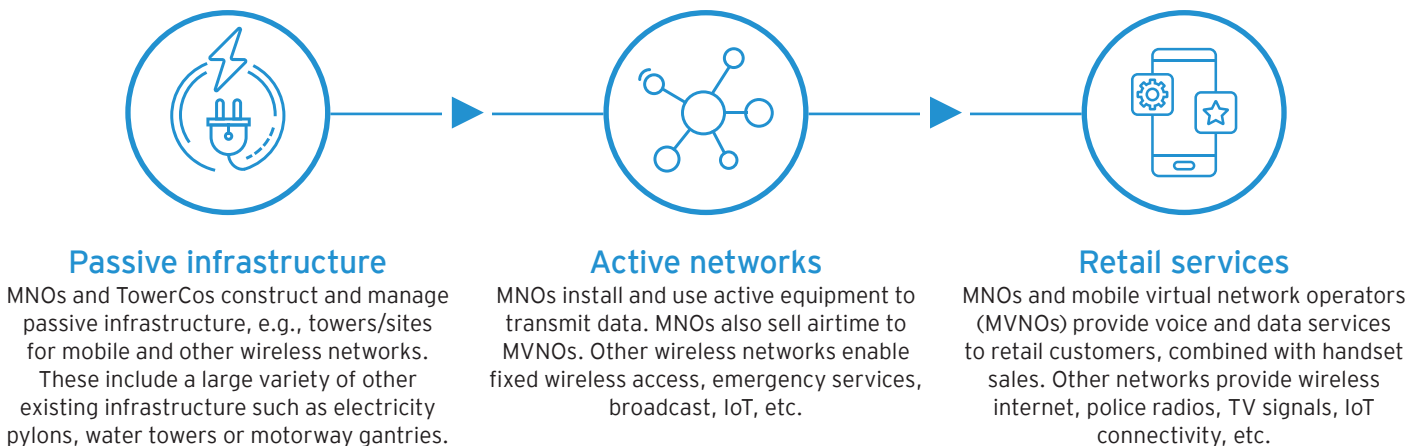 Passive infrastructure
MNOs and TowerCos construct and manage
passive infrastructure, e.g., towers/sites
for mobile and other wireless networks.
These include a large variety of other
existing infrastructure such as electricity
pylons, water towers or motorway gantries.
Active networks
MNOs install and use active equipment to
transmit data. MNOs also sell airtime to
MVNOs. Other wireless networks enable
fixed wireless access, emergency services,
broadcast, IoT, etc.
Retail services
MNOs and mobile virtual network operators
(MVNOs) provide voice and data services
to retail customers, combined with handset
sales. Other networks provide wireless
internet, police radios, TV signals, IoT
connectivity, etc.